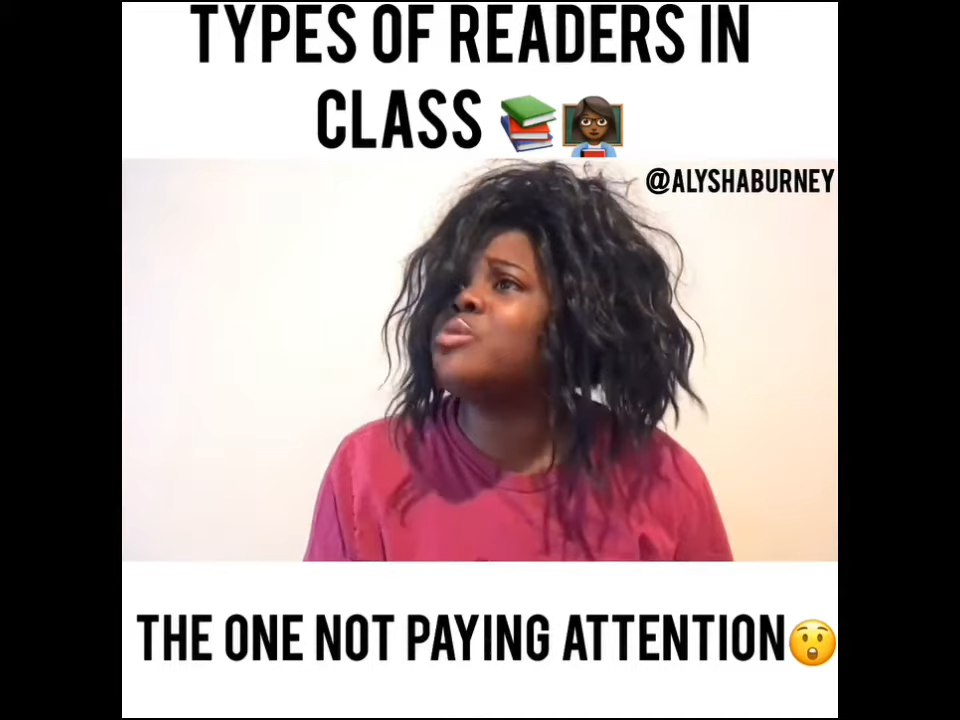 TYPES OF READERS IN
CLASS 📚👩🏾‍🏫
@ALYSHABURNEY
THE ONE NOT PAYING ATTENTION😲